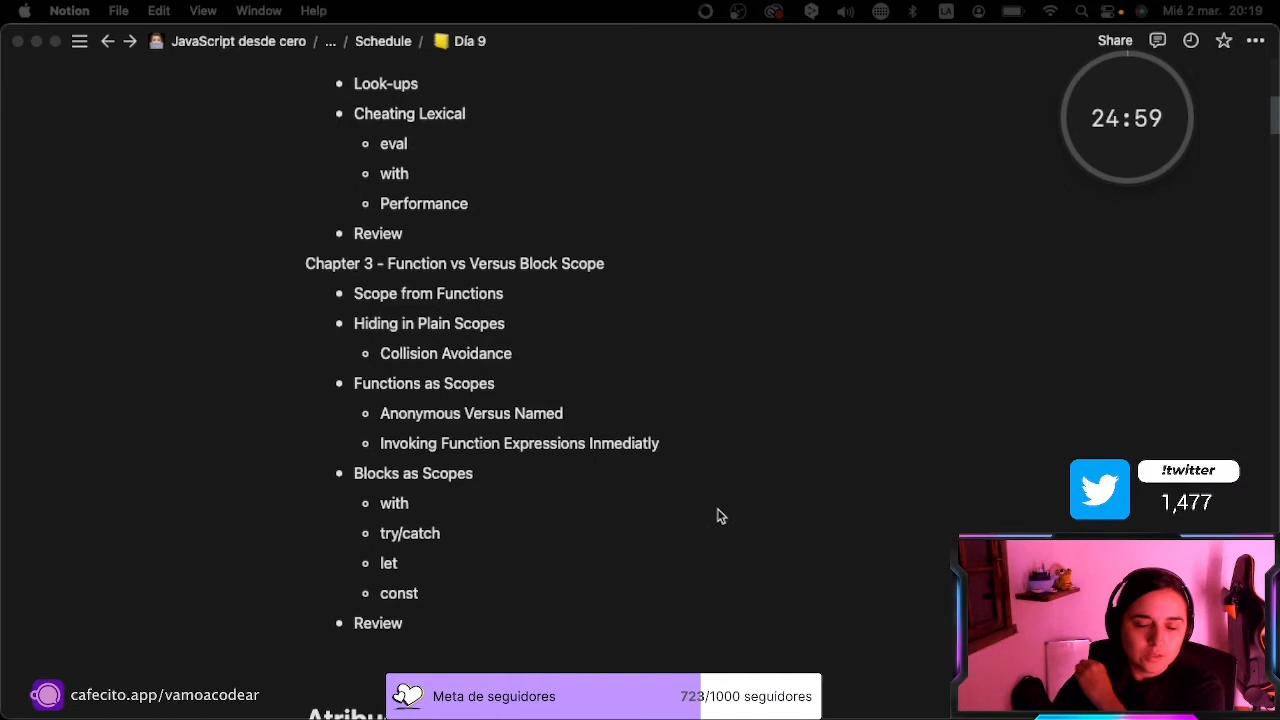 Notion File Edit View Window Help LA Mié 2 mar. 20:19
JavaScript desde cero / ... / Schedule / Día 9 Share
Look-ups
24:59
Cheating Lexical
eval
with
Performance
Review
Chapter 3 - Function vs Versus Block Scope
Scope from Functions
Hiding in Plain Scopes
Collision Avoidance
Functions as Scopes
Anonymous Versus Named
Invoking Function Expressions Inmediatly
Blocks as Scopes
with
try/catch
let
const
Review
!twitter
1,477
cafecito.app/vamoacodear
Meta de seguidores 723/1000 seguidores